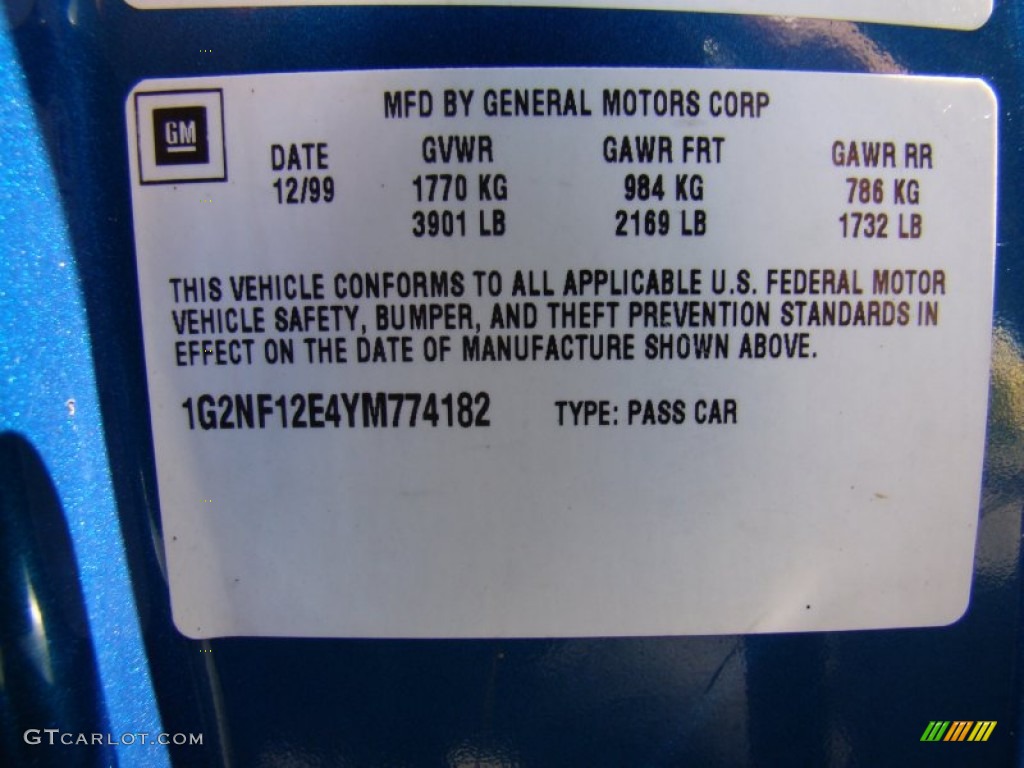 GM
MFD BY GENERAL MOTORS CORP
DATE GVWR GAWR FRT GAWR RR
12/99 1770 KG 984 KG 786 KG
3901 LB 2169 LB 1732 LB
THIS VEHICLE CONFORMS TO ALL APPLICABLE U.S. FEDERAL MOTOR
VEHICLE SAFETY, BUMPER, AND THEFT PREVENTION STANDARDS IN
EFFECT ON THE DATE OF MANUFACTURE SHOWN ABOVE.
1G2NF12E4YM774182 TYPE: PASS CAR
GTCARLOT.COM